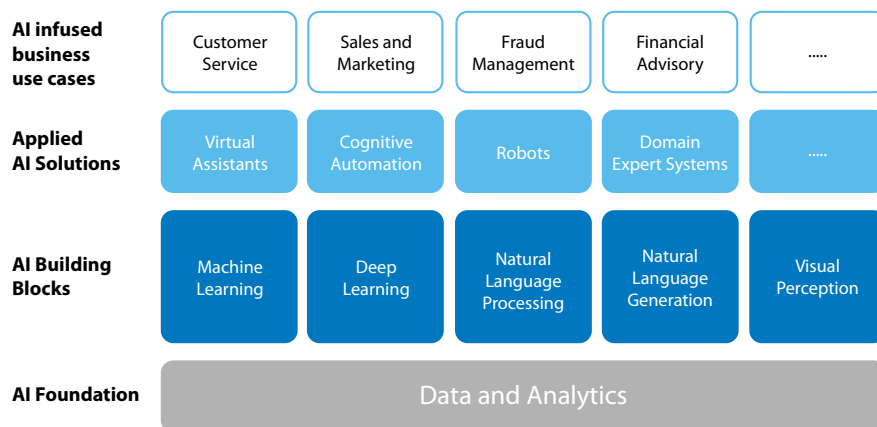 AI infused
business
use cases
Customer
Service
Sales and
Marketing
Fraud
Management
Financial
Advisory
.....
Applied
AI Solutions
Virtual
Assistants
Cognitive
Automation
Robots
Domain
Expert Systems
.....
AI Building
Blocks
Machine
Learning
Deep
Learning
Natural
Language
Processing
Natural
Language
Generation
Visual
Perception
AI Foundation
Data and Analytics